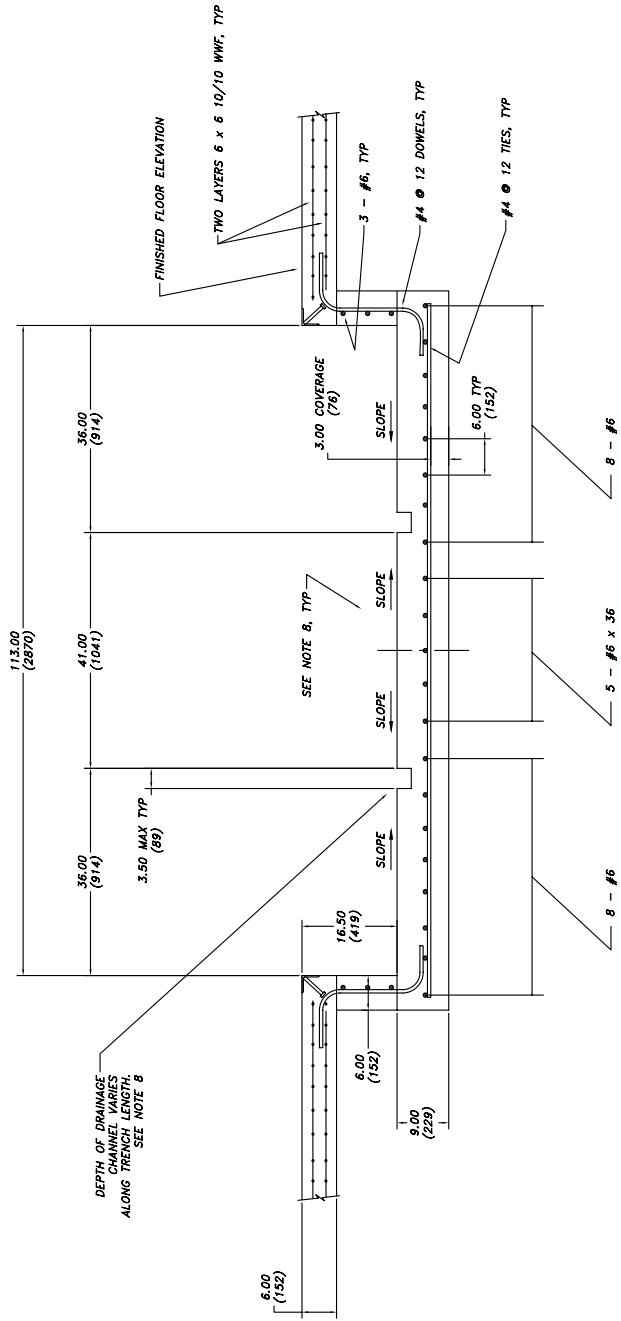 113.00
(2870)
36.00
(914)
41.00
(1041)
36.00
(914)
3.50 MAX TYP
(89)
DEPTH OF DRAINAGE
CHANNEL VARIES
ALONG TRENCH LENGTH.
SEE NOTE 8
SEE NOTE 8, TYP
FINISHED FLOOR ELEVATION
TWO LAYERS 6 x 6 10/10 WWF, TYP
6.00
(152)
16.50
(419)
6.00
(152)
9.00
(229)
SLOPE
SLOPE
SLOPE
SLOPE
3.00 COVERAGE
(76)
6.00 TYP
(152)
3 - #6, TYP
#4 @ 12 DOWELS, TYP
#4 @ 12 TIES, TYP
8 - #6
5 - #6 x 36
8 - #6